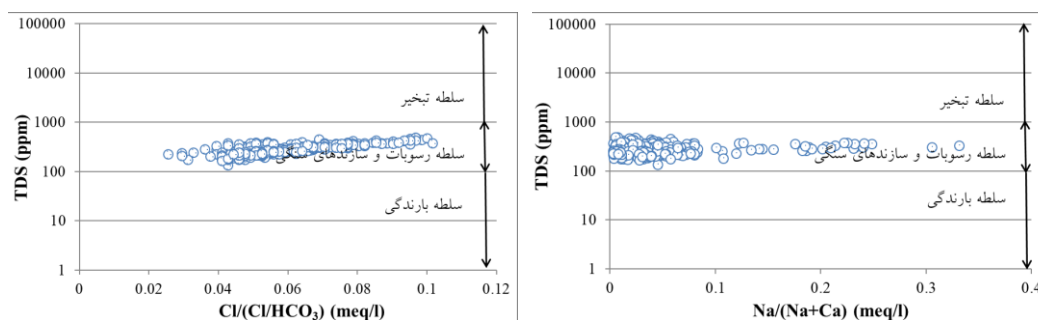 100000
10000
1000
100
10
1
TDS (ppm)
سلطه تبخیر
سلطه رسوبات و سازندهای سنگی
سلطه بارندگی
0 0.02 0.04 0.06 0.08 0.1 0.12
Cl/(Cl/HCO₃) (meq/l)
100000
10000
1000
100
10
1
TDS (ppm)
سلطه تبخیر
سلطه رسوبات و سازندهای سنگی
سلطه بارندگی
0 0.1 0.2 0.3 0.4
Na/(Na+Ca) (meq/l)